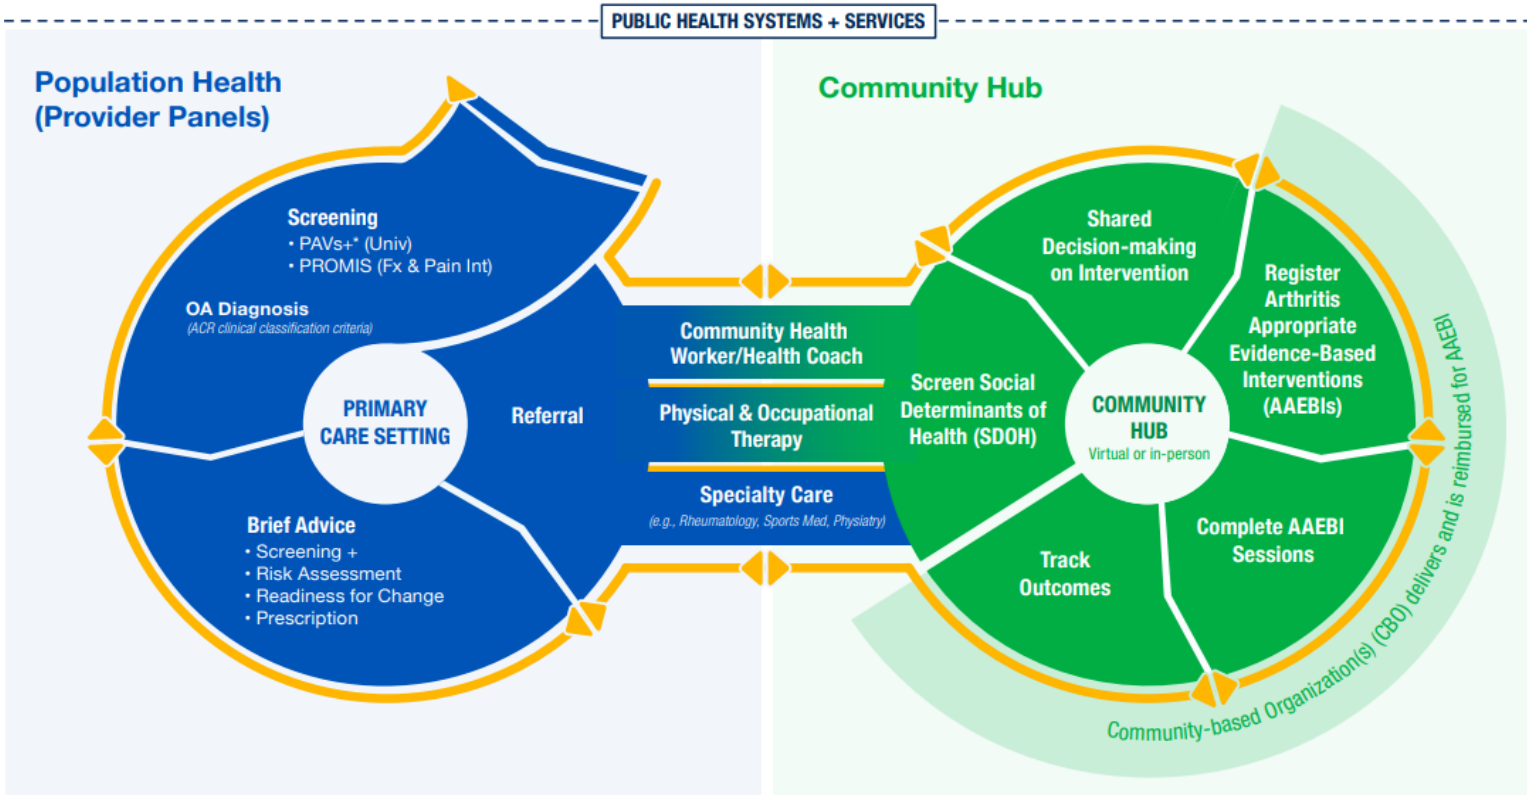 PUBLIC HEALTH SYSTEMS + SERVICES
Population Health
(Provider Panels)
Screening
• PAVs+* (Univ)
• PROMIS (Fx & Pain Int)
OA Diagnosis
(ACR clinical classification criteria)
PRIMARY
CARE SETTING
Referral
Brief Advice
• Screening +
• Risk Assessment
• Readiness for Change
• Prescription
Community Health
Worker/Health Coach
Physical & Occupational
Therapy
Specialty Care
(e.g., Rheumatology, Sports Med, Physiatry)
Community Hub
Screen Social
Determinants of
Health (SDOH)
Shared
Decision-making
on Intervention
Register
Arthritis
Appropriate
Evidence-Based
Interventions
(AAEBIs)
COMMUNITY
HUB
Virtual or in-person
Complete AAEBI
Sessions
Track
Outcomes
Community-based Organization(s) (CBO) delivers and is reimbursed for AAEBI